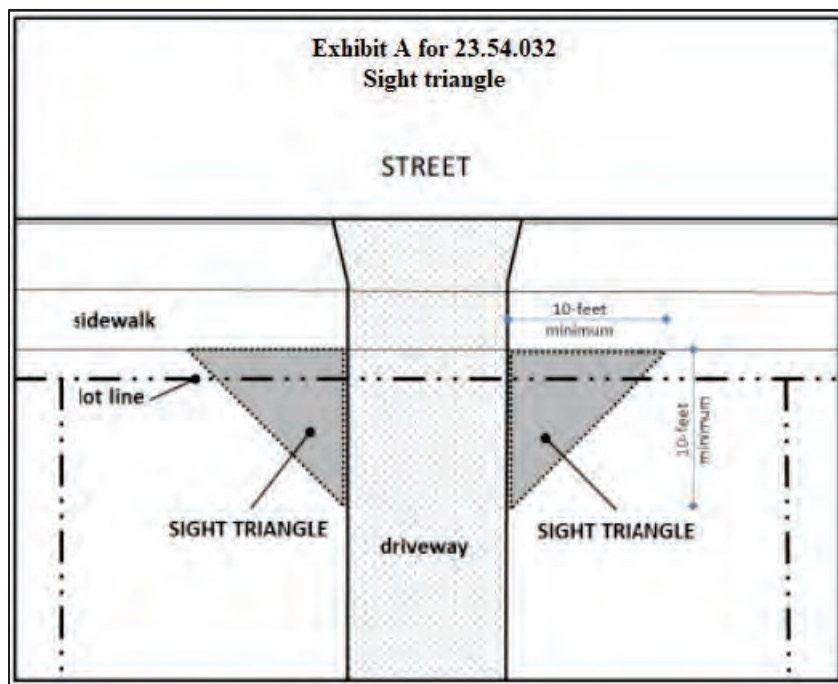 Exhibit A for 23.54.032
Sight triangle
STREET
sidewalk
10-feet
minimum
lot line
10-feet
minimum
SIGHT TRIANGLE
SIGHT TRIANGLE
driveway